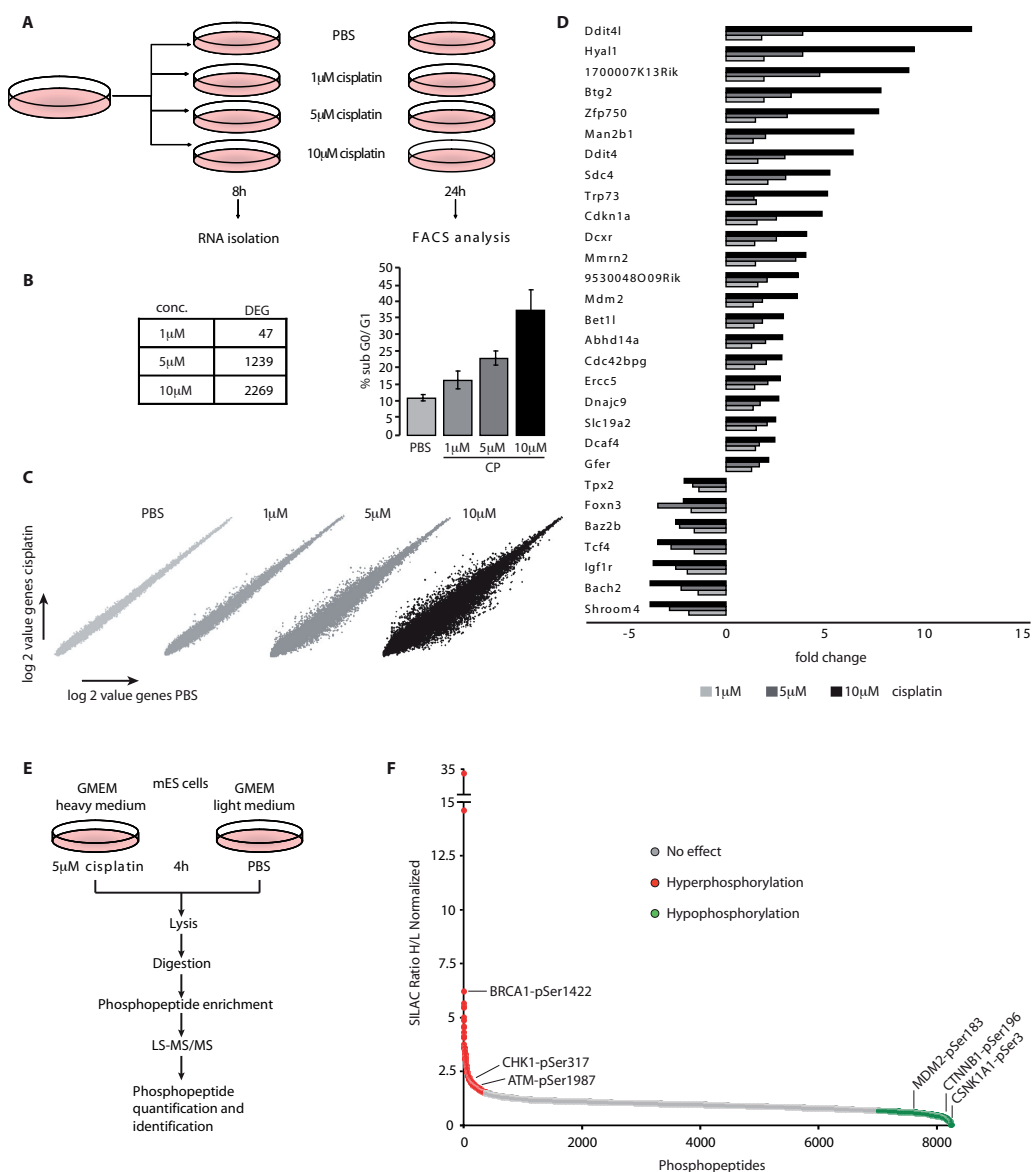 A
PBS
1μM cisplatin
5μM cisplatin
10μM cisplatin
8h
24h
RNA isolation
FACS analysis
B
conc. DEG
1μM 47
5μM 1239
10μM 2269
% sub G0/G1
50
45
40
35
30
25
20
15
10
5
0
PBS 1μM 5μM 10μM
CP
C
PBS 1μM 5μM 10μM
log 2 value genes cisplatin
log 2 value genes PBS
D
Ddit4l
Hyal1
1700007K13Rik
Btg2
Zfp750
Man2b1
Ddit4
Sdc4
Trp73
Cdkn1a
Dcxr
Mmrn2
9530048O09Rik
Mdm2
Bet1l
Abhd14a
Cdc42bpg
Ercc5
Dnajc9
Slc19a2
Dcaf4
Gfer
Tpx2
Foxn3
Baz2b
Tcf4
Igf1r
Bach2
Shroom4
-5 0 5 10 15
fold change
1μM 5μM 10μM cisplatin
E
mES cells
GMEM
heavy medium
GMEM
light medium
5μM cisplatin 4h PBS
Lysis
Digestion
Phosphopeptide enrichment
LS-MS/MS
Phosphopeptide
quantification and
identification
F
SILAC Ratio H/L Normalized
35
15
12.5
10
7.5
5
2.5
0
No effect
Hyperphosphorylation
Hypophosphorylation
BRCA1-pSer1422
CHK1-pSer317
ATM-pSer1987
MDM2-pSer183
CTNNB1-pSer196
CSNK1A1-pSer3
0 2000 4000 6000 8000
Phosphopeptides